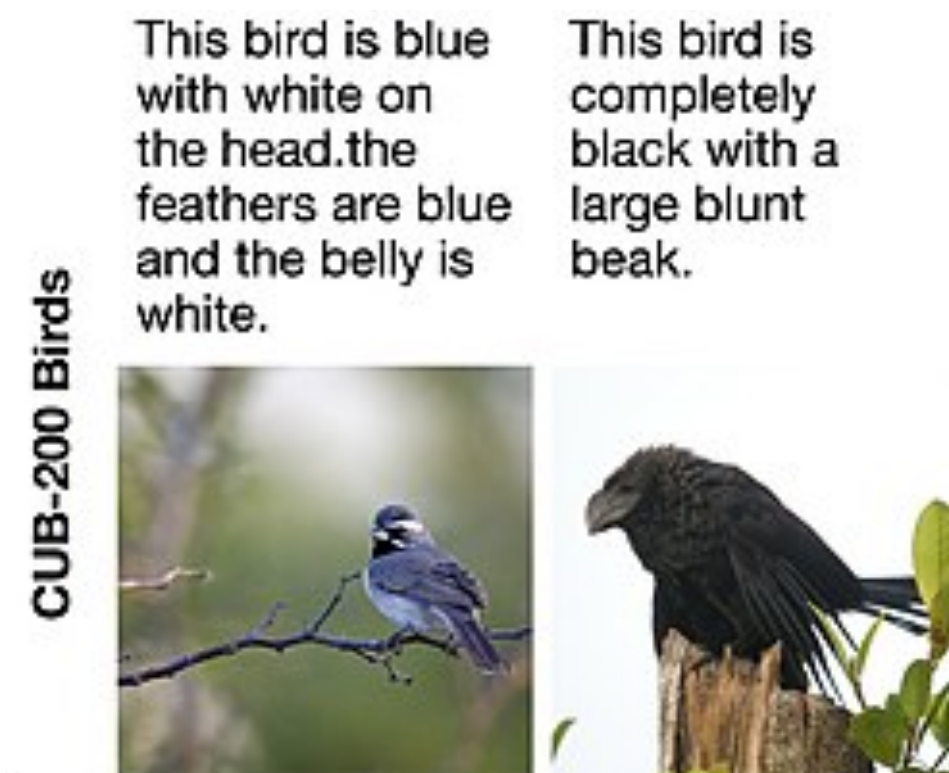 This bird is blue
with white on
the head.the
feathers are blue
and the belly is
white.
This bird is
completely
black with a
large blunt
beak.
CUB-200 Birds